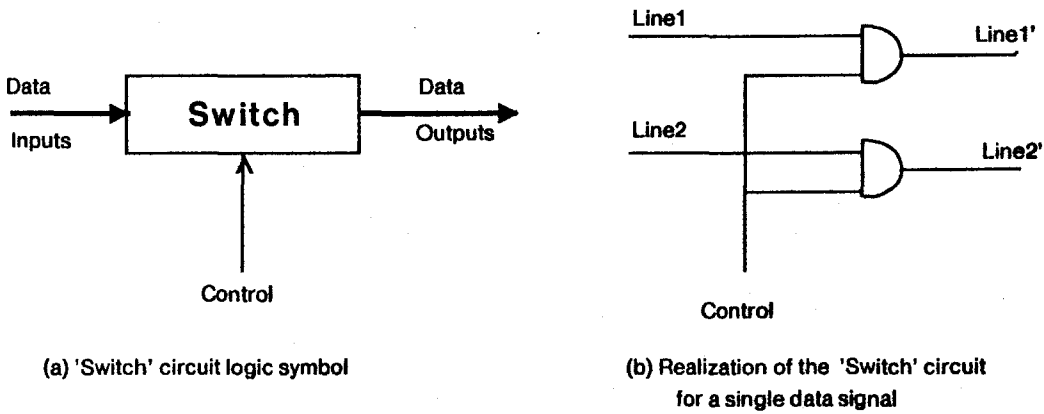 Data
Inputs
Switch
Data
Outputs
Control
(a) 'Switch' circuit logic symbol
Line1
Line1'
Line2
Line2'
Control
(b) Realization of the 'Switch' circuit
for a single data signal